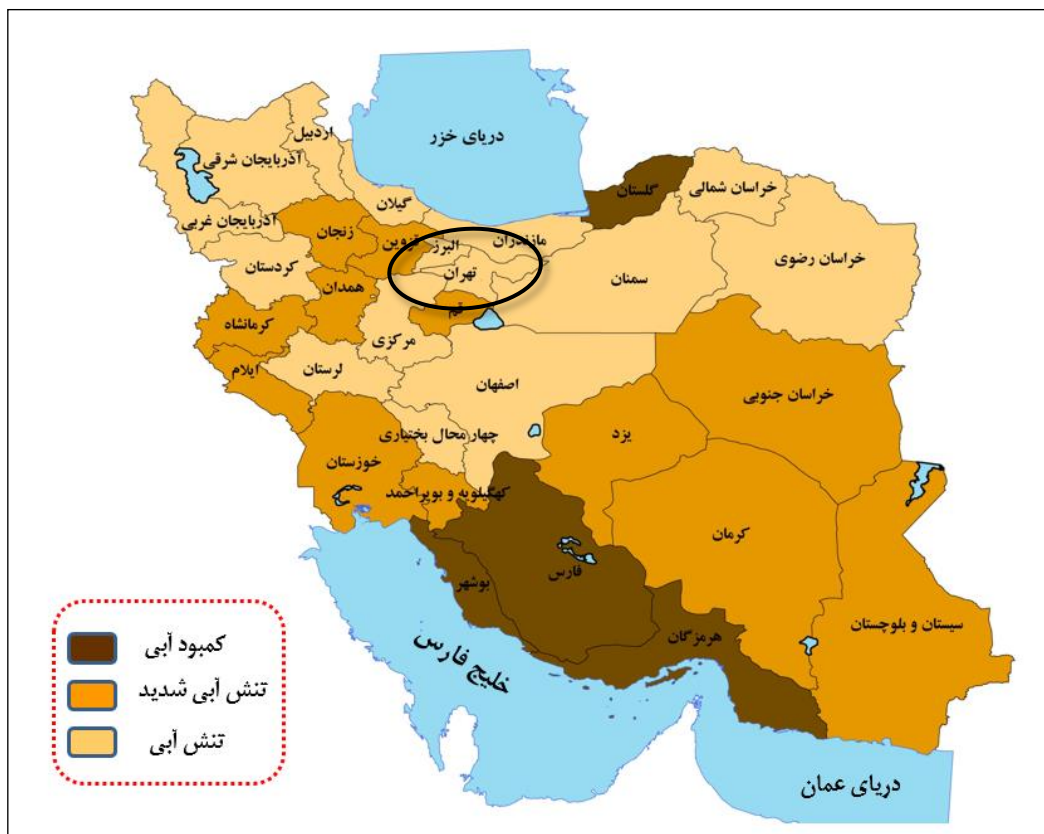 دریای خزر
اردبیل
آذربایجان شرقی
گیلان
گلستان
خراسان شمالی
آذربایجان غربی
زنجان
قزوین
البرز
مازندران
خراسان رضوی
کردستان
تهران
سمنان
همدان
قم
کرمانشاه
مرکزی
ایلام
لرستان
اصفهان
خراسان جنوبی
چهار محال بختیاری
یزد
خوزستان
کهگیلویه و بویراحمد
کرمان
فارس
بوشهر
سیستان و بلوچستان
هرمزگان
خلیج فارس
دریای عمان
کمبود آبی
تنش آبی شدید
تنش آبی